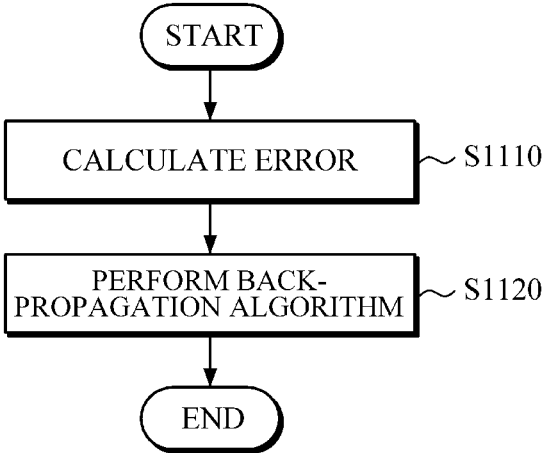 START
CALCULATE ERROR
S1110
PERFORM BACK-
PROPAGATION ALGORITHM
S1120
END